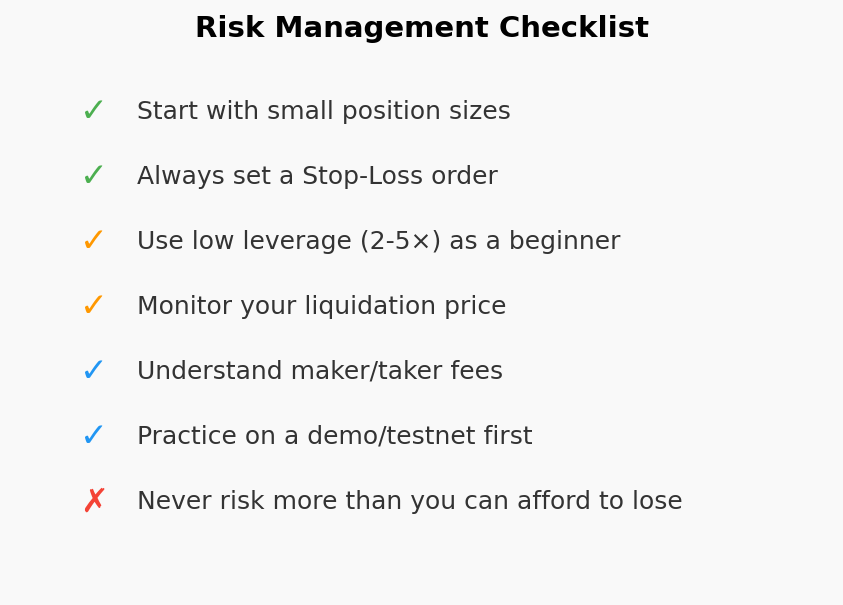 Risk Management Checklist
✓ Start with small position sizes
✓ Always set a Stop-Loss order
✓ Use low leverage (2-5×) as a beginner
✓ Monitor your liquidation price
✓ Understand maker/taker fees
✓ Practice on a demo/testnet first
✗ Never risk more than you can afford to lose